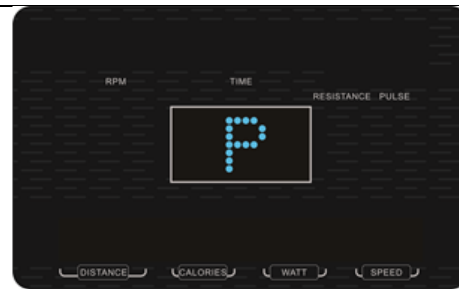 RPM TIME
RESISTANCE PULSE
P
DISTANCE CALORIES WATT SPEED